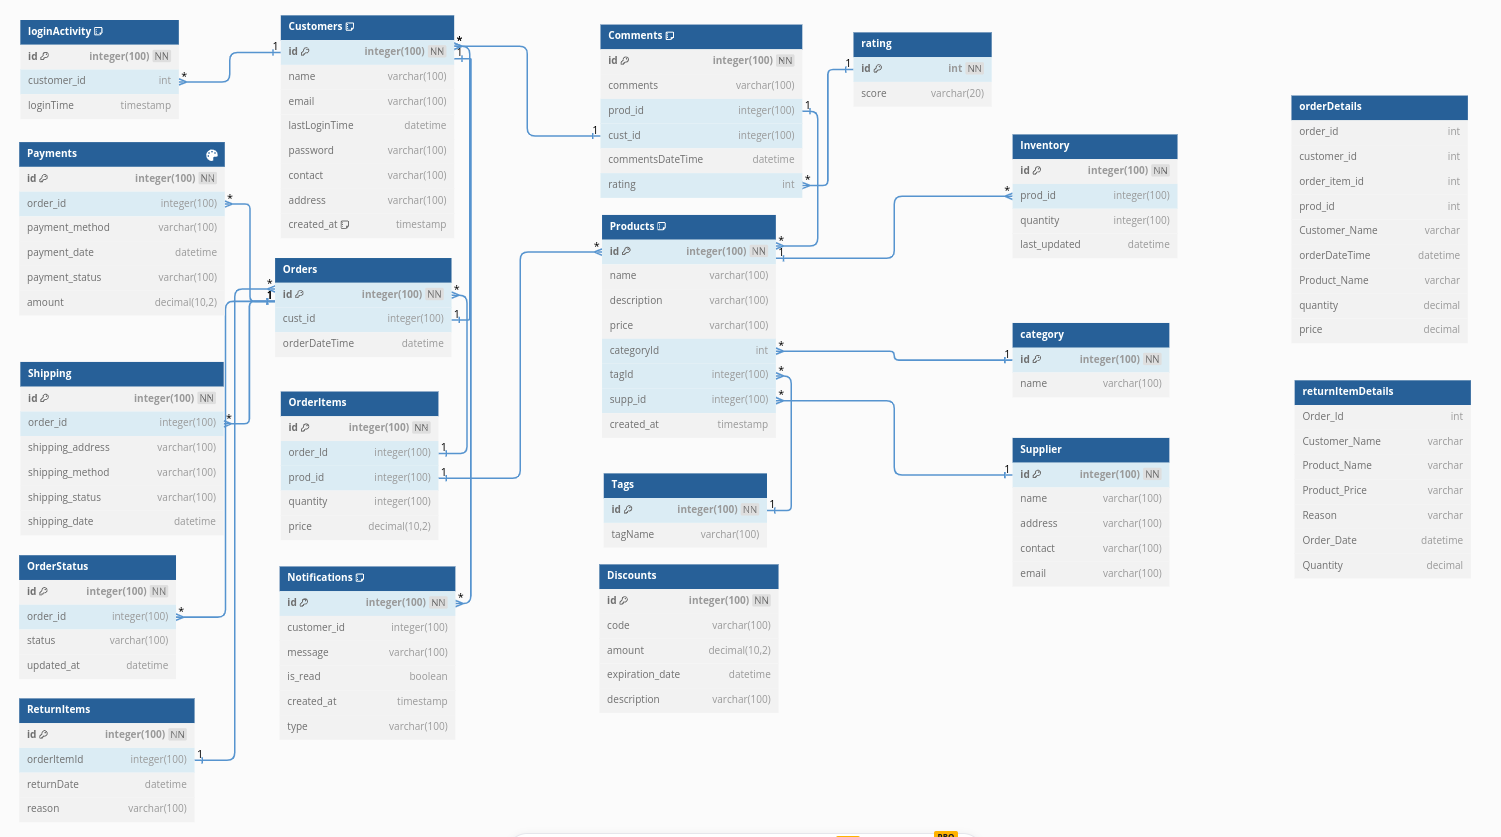 loginActivity
id integer(100) NN
customer_id int
loginTime timestamp
Payments
id integer(100) NN
order_id integer(100)
payment_method varchar(100)
payment_date datetime
payment_status varchar(100)
amount decimal(10,2)
Shipping
id integer(100) NN
order_id integer(100)
shipping_address varchar(100)
shipping_method varchar(100)
shipping_status varchar(100)
shipping_date datetime
OrderStatus
id integer(100) NN
order_id integer(100)
status varchar(100)
updated_at datetime
ReturnItems
id integer(100) NN
orderItemId integer(100)
returnDate datetime
reason varchar(100)
Customers
id integer(100) NN
name varchar(100)
email varchar(100)
lastLoginTime datetime
password varchar(100)
contact varchar(100)
address varchar(100)
created_at timestamp
Orders
id integer(100) NN
cust_id integer(100)
orderDateTime datetime
OrderItems
id integer(100) NN
order_Id integer(100)
prod_id integer(100)
quantity integer(100)
price decimal(10,2)
Notifications
id integer(100) NN
customer_id integer(100)
message varchar(100)
is_read boolean
created_at timestamp
type varchar(100)
Comments
id integer(100) NN
comments varchar(100)
prod_id integer(100)
cust_id integer(100)
commentsDateTime datetime
rating int
Products
id integer(100) NN
name varchar(100)
description varchar(100)
price varchar(100)
categoryId int
tagId integer(100)
supp_id integer(100)
created_at timestamp
Tags
id integer(100) NN
tagName varchar(100)
Discounts
id integer(100) NN
code varchar(100)
amount decimal(10,2)
expiration_date datetime
description varchar(100)
rating
id int NN
score varchar(20)
Inventory
id integer(100) NN
prod_id integer(100)
quantity integer(100)
last_updated datetime
category
id integer(100) NN
name varchar(100)
Supplier
id integer(100) NN
name varchar(100)
address varchar(100)
contact varchar(100)
email varchar(100)
orderDetails
order_id int
customer_id int
order_item_id int
prod_id int
Customer_Name varchar
orderDateTime datetime
Product_Name varchar
quantity decimal
price decimal
returnItemDetails
Order_Id int
Customer_Name varchar
Product_Name varchar
Product_Price varchar
Reason varchar
Order_Date datetime
Quantity decimal